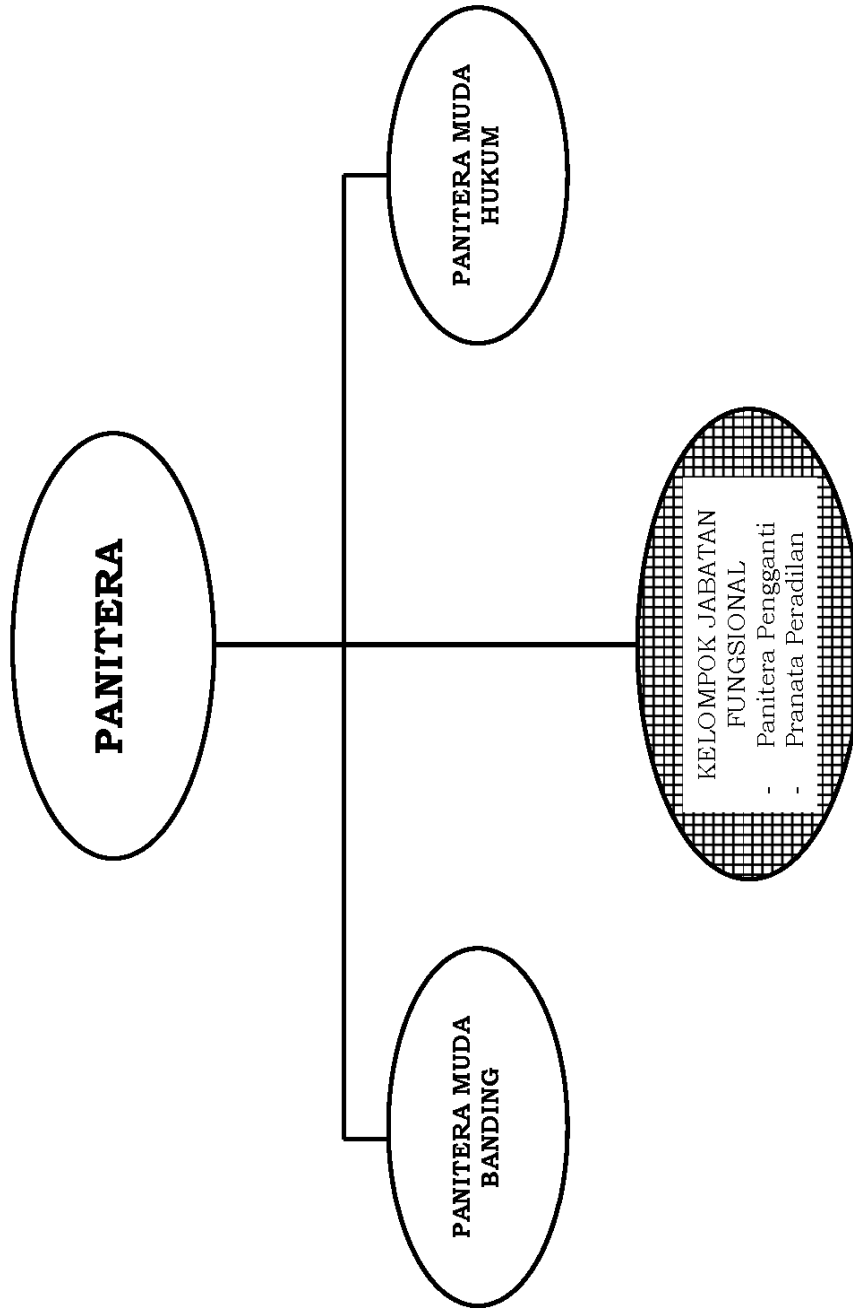 PANITERA
PANITERA MUDA
BANDING
PANITERA MUDA
HUKUM
KELOMPOK JABATAN
FUNGSIONAL
- Panitera Pengganti
- Pranata Peradilan